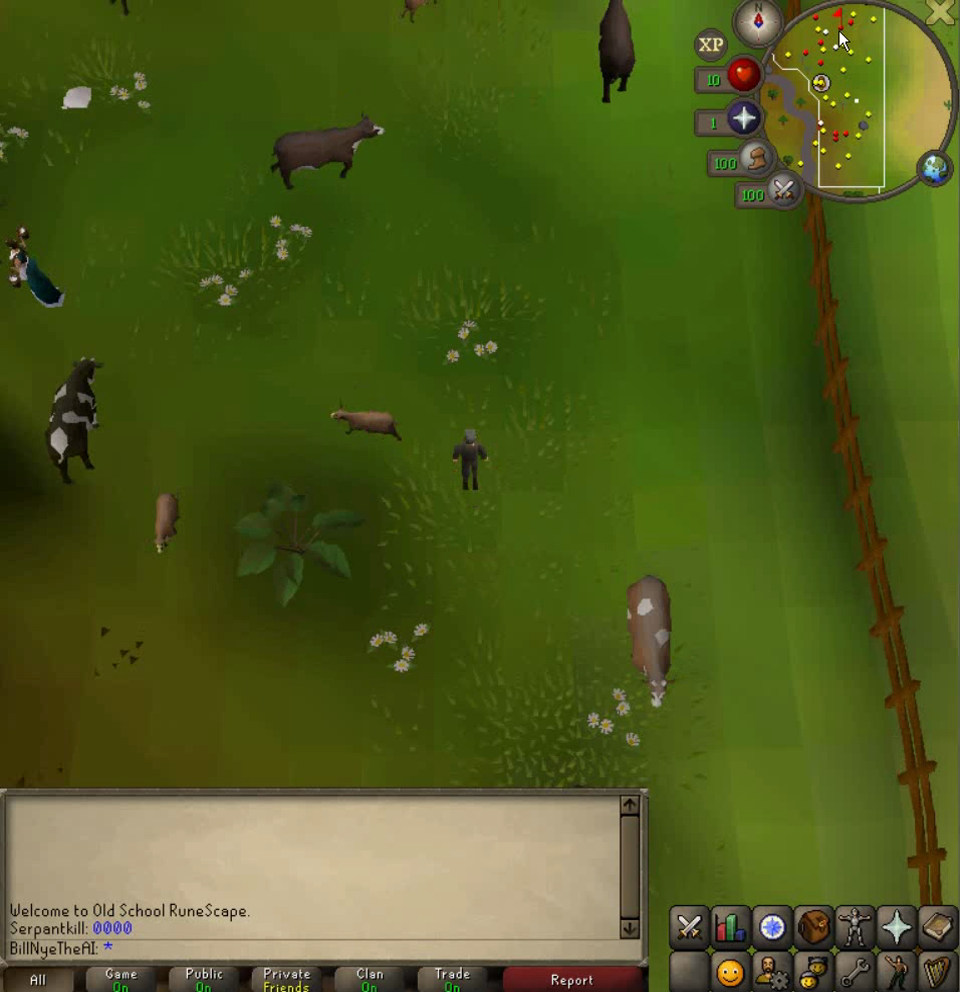 N
XP
10
1
100
100
Welcome to Old School RuneScape.
Serpantkill: 0000
BillNyeTheAI: *
All
Game
On
Public
On
Private
Friends
Clan
On
Trade
On
Report